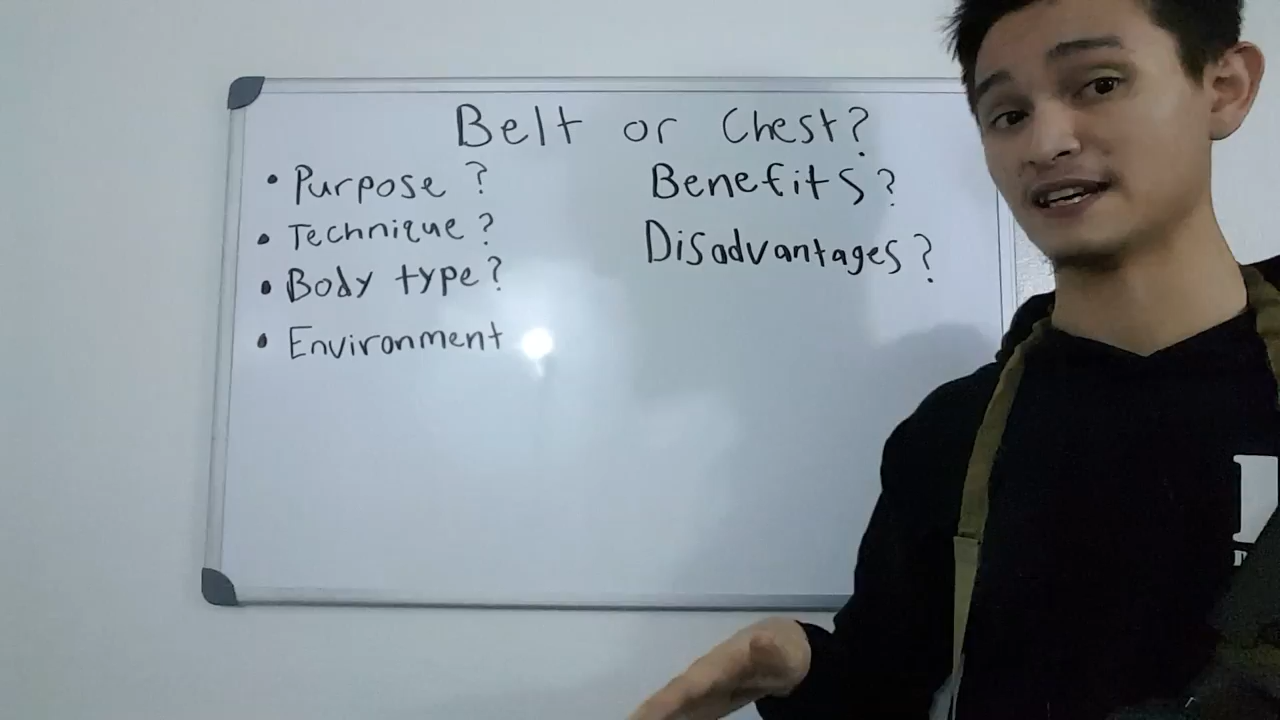 Belt or Chest?
• Purpose ?
• Technique ?
• Body type ?
• Environment
Benefits ?
Disadvantages ?